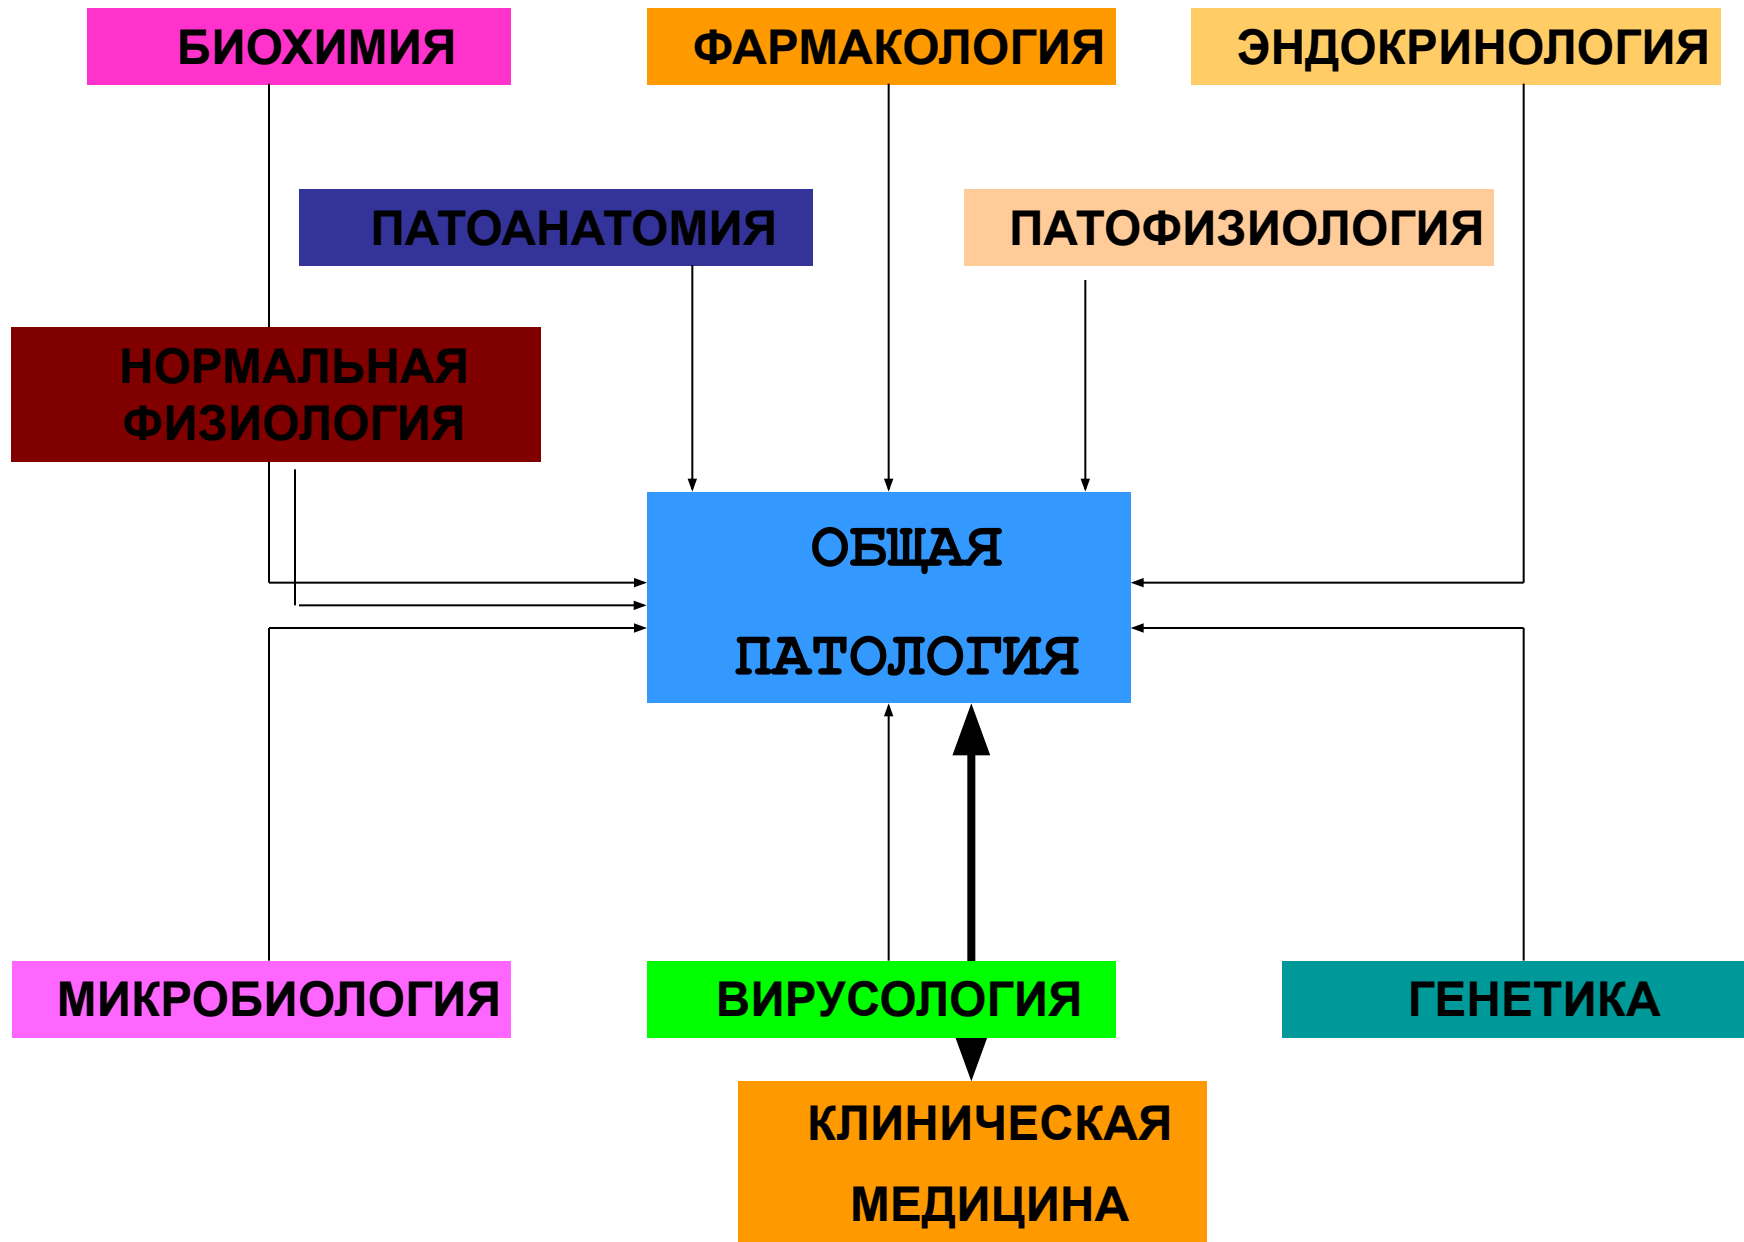 БИОХИМИЯ
ФАРМАКОЛОГИЯ
ЭНДОКРИНОЛОГИЯ
ПАТОАНАТОМИЯ
ПАТОФИЗИОЛОГИЯ
НОРМАЛЬНАЯ
ФИЗИОЛОГИЯ
ОБЩАЯ
ПАТОЛОГИЯ
МИКРОБИОЛОГИЯ
ВИРУСОЛОГИЯ
ГЕНЕТИКА
КЛИНИЧЕСКАЯ
МЕДИЦИНА